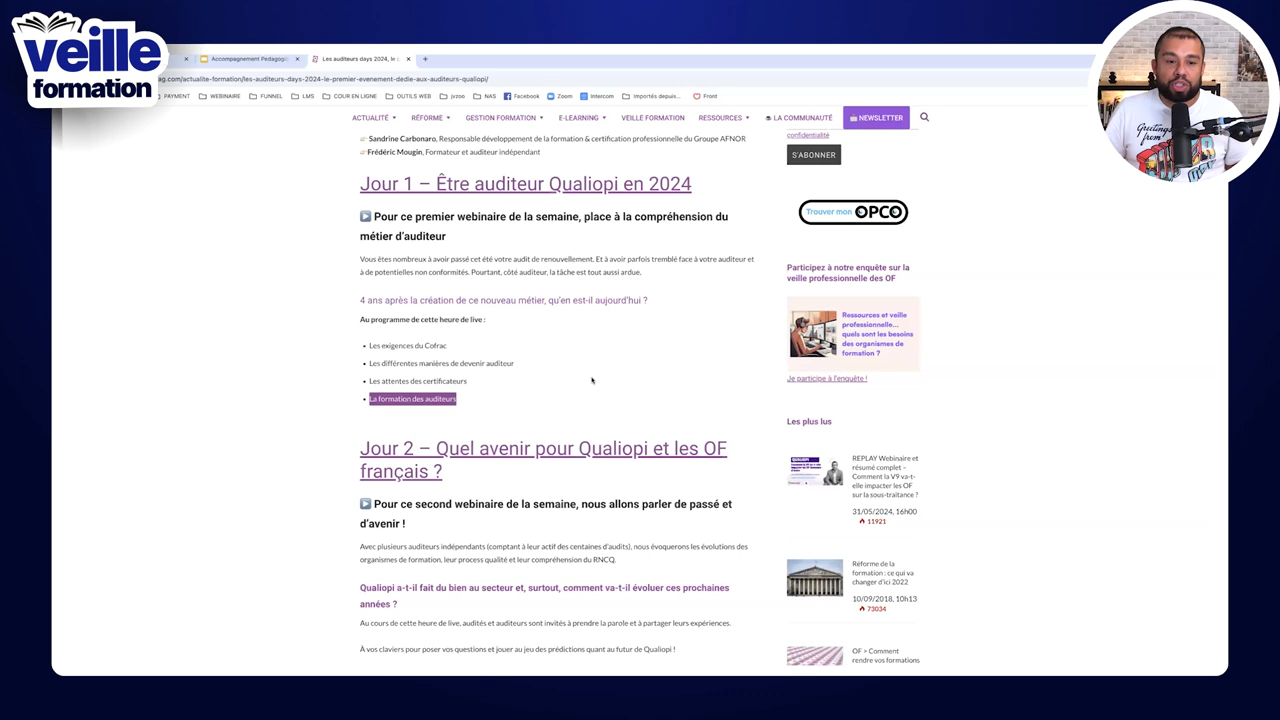 veille
formation
Accompagnement Pédagogi
Les auditeurs days 2024, le
ag.com/actualite-formation/les-auditeurs-days-2024-le-premier-evenement-dedie-aux-auditeurs-qualiopi/
PAYMENT WEBINAIRE FUNNEL LMS COUR EN LIGNE OUTILS WEB jvzoo NAS Facebook Zoom Intercom Importés depuis... Front
ACTUALITÉ RÉFORME GESTION FORMATION E-LEARNING VEILLE FORMATION RESSOURCES LA COMMUNAUTÉ NEWSLETTER
Greetings
from
👉 Sandrine Carbonaro, Responsable développement de la formation & certification professionnelle du Groupe AFNOR
👉 Frédéric Mougin, Formateur et auditeur indépendant
Jour 1 – Être auditeur Qualiopi en 2024
▶️ Pour ce premier webinaire de la semaine, place à la compréhension du
métier d’auditeur
Vous êtes nombreux à avoir passé cet été votre audit de renouvellement. Et à avoir parfois tremblé face à votre auditeur et
à de potentielles non conformités. Pourtant, côté auditeur, la tâche est tout aussi ardue.
4 ans après la création de ce nouveau métier, qu’en est-il aujourd’hui ?
Au programme de cette heure de live :
• Les exigences du Cofrac
• Les différentes manières de devenir auditeur
• Les attentes des certificateurs
• La formation des auditeurs
Jour 2 – Quel avenir pour Qualiopi et les OF
français ?
▶️ Pour ce second webinaire de la semaine, nous allons parler de passé et
d’avenir !
Avec plusieurs auditeurs indépendants (comptant à leur actif des centaines d’audits), nous évoquerons les évolutions des
organismes de formation, leur process qualité et leur compréhension du RNCQ.
Qualiopi a-t-il fait du bien au secteur et, surtout, comment va-t-il évoluer ces prochaines
années ?
Au cours de cette heure de live, audités et auditeurs sont invités à prendre la parole et à partager leurs expériences.
À vos claviers pour poser vos questions et jouer au jeu des prédictions quant au futur de Qualiopi !
confidentialité
S'ABONNER
Trouver mon OPCO
Participez à notre enquête sur la
veille professionnelle des OF
Ressources et veille
professionnelle...
quels sont les besoins
des organismes de
formation ?
Je participe à l’enquête !
Les plus lus
REPLAY Webinaire et
résumé complet –
Comment la V9 va-t-
elle impacter les OF
sur la sous-traitance ?
31/05/2024, 16h00
11921
Réforme de la
formation : ce qui va
changer d’ici 2022
10/09/2018, 10h13
73034
OF > Comment
rendre vos formations